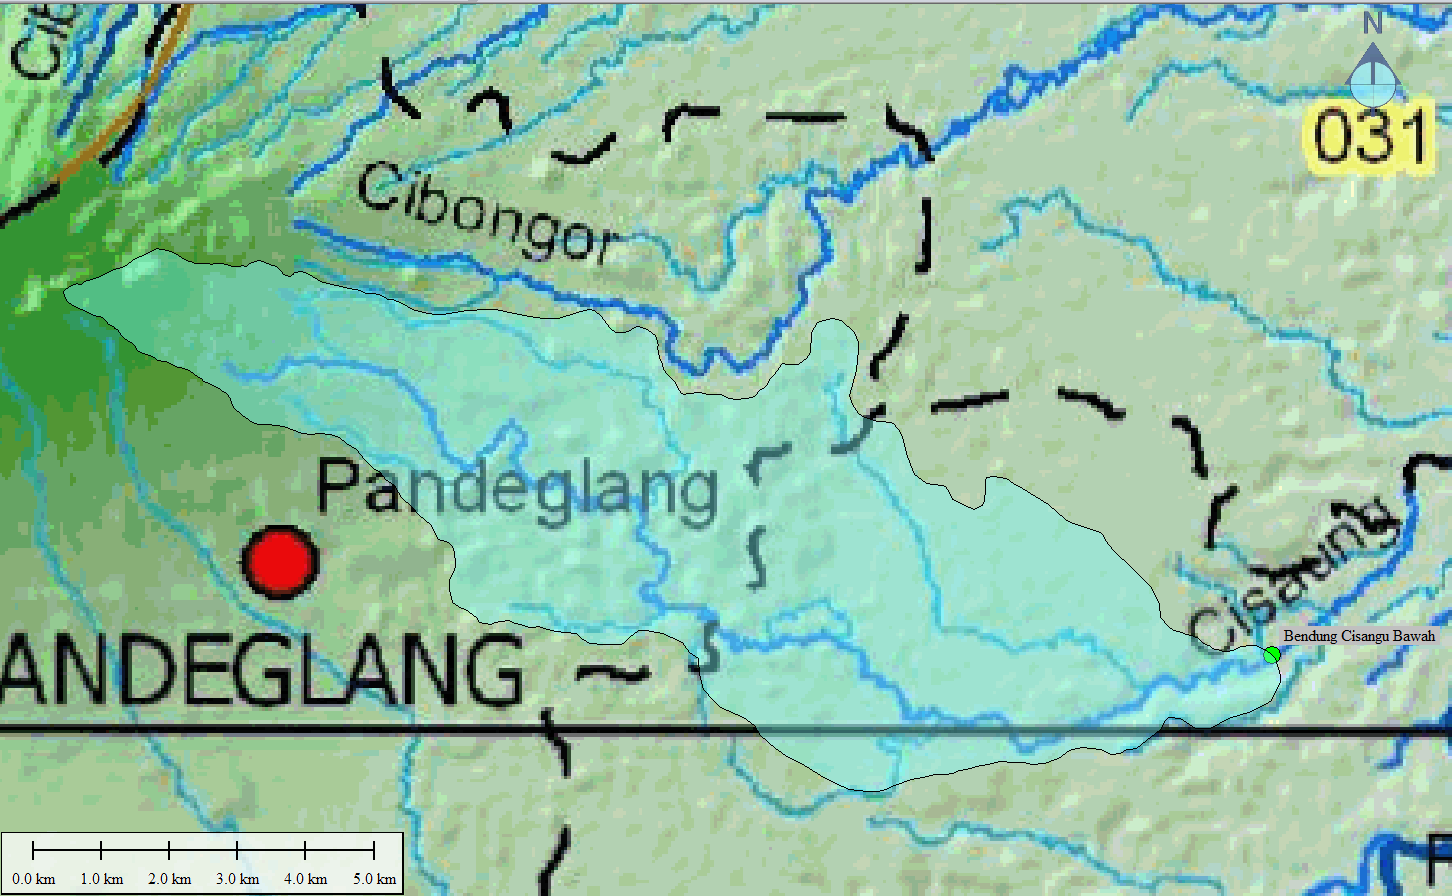 N
031
Cibongor
Pandeglang
Cisaung
Bendung Cisangu Bawah
ANDEGLANG
0.0 km 1.0 km 2.0 km 3.0 km 4.0 km 5.0 km